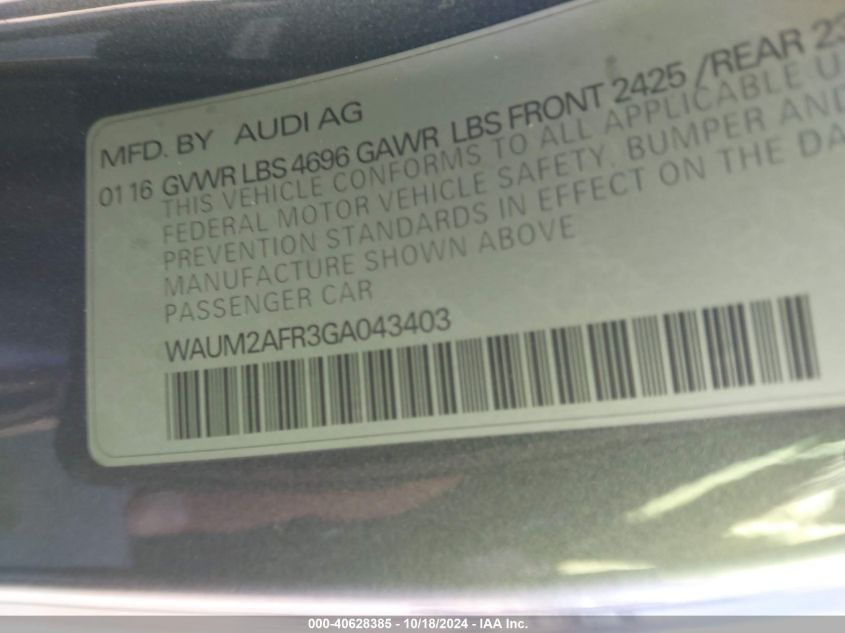 MFD. BY AUDI AG
01 16 GVWR LBS 4696 GAWR LBS FRONT 2425 /REAR
THIS VEHICLE CONFORMS TO ALL APPLICABLE
FEDERAL MOTOR VEHICLE SAFETY, BUMPER AND
PREVENTION STANDARDS IN EFFECT ON THE
MANUFACTURE SHOWN ABOVE
PASSENGER CAR
WAUM2AFR3GA043403
000-40628385 - 10/18/2024 - IAA Inc.